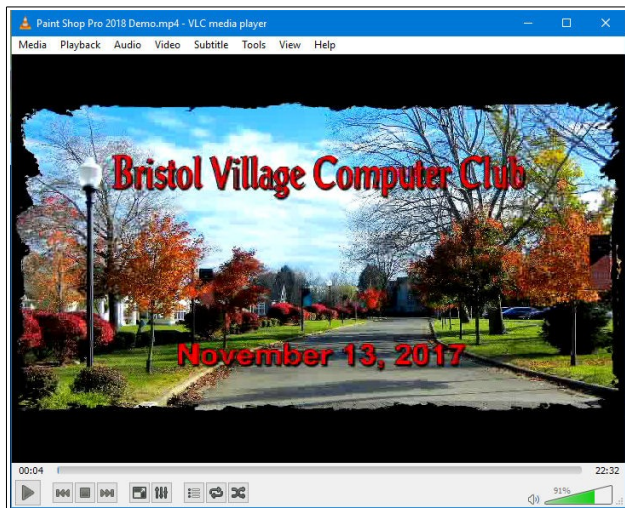 Paint Shop Pro 2018 Demo.mp4 - VLC media player
Media Playback Audio Video Subtitle Tools View Help
Bristol Village Computer Club
November 13, 2017
00:04 22:32
91%